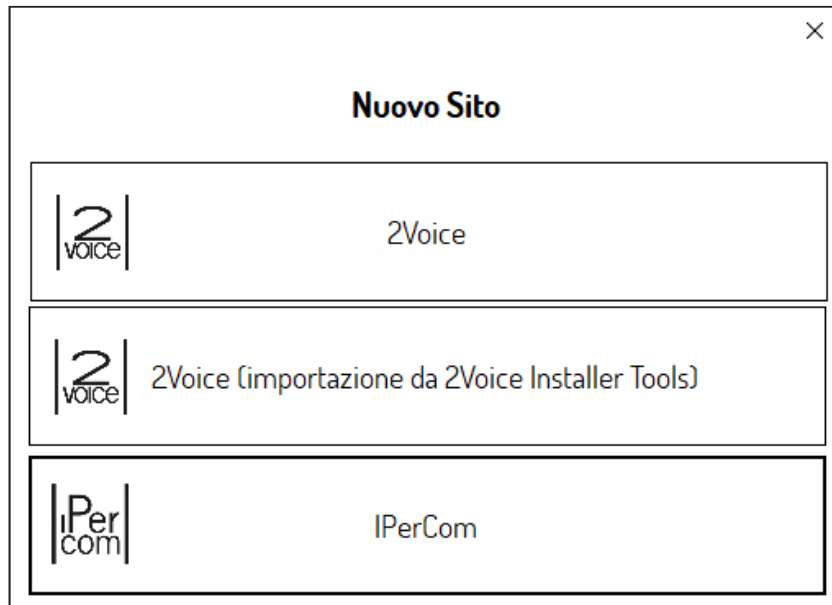 Nuovo Sito
2
voice
2Voice
2
voice
2Voice (importazione da 2Voice Installer Tools)
iPer
com
IPerCom